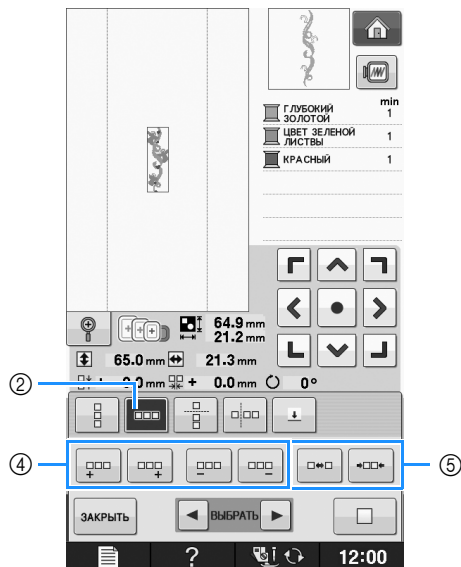 min
ГЛУБОКИЙ
ЗОЛОТОЙ 1
ЦВЕТ ЗЕЛЕНОЙ
ЛИСТВЫ 1
КРАСНЫЙ 1
64.9 mm
21.2 mm
65.0 mm 21.3 mm
+ 0.0 mm + 0.0 mm 0°
②
④
⑤
ЗАКРЫТЬ ВЫБРАТЬ
? 12:00